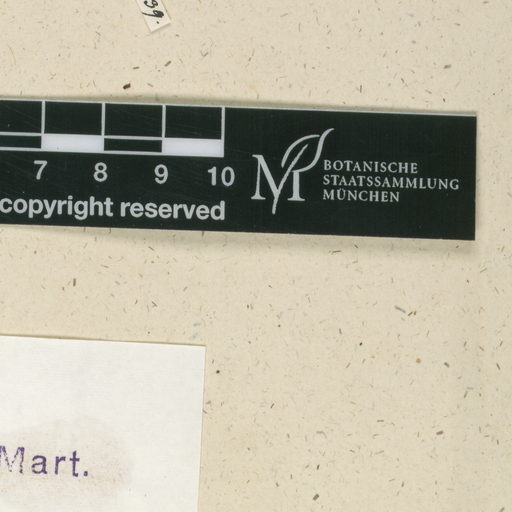 7 8 9 10
copyright reserved
BOTANISCHE
STAATSSAMMLUNG
MÜNCHEN
Mart.